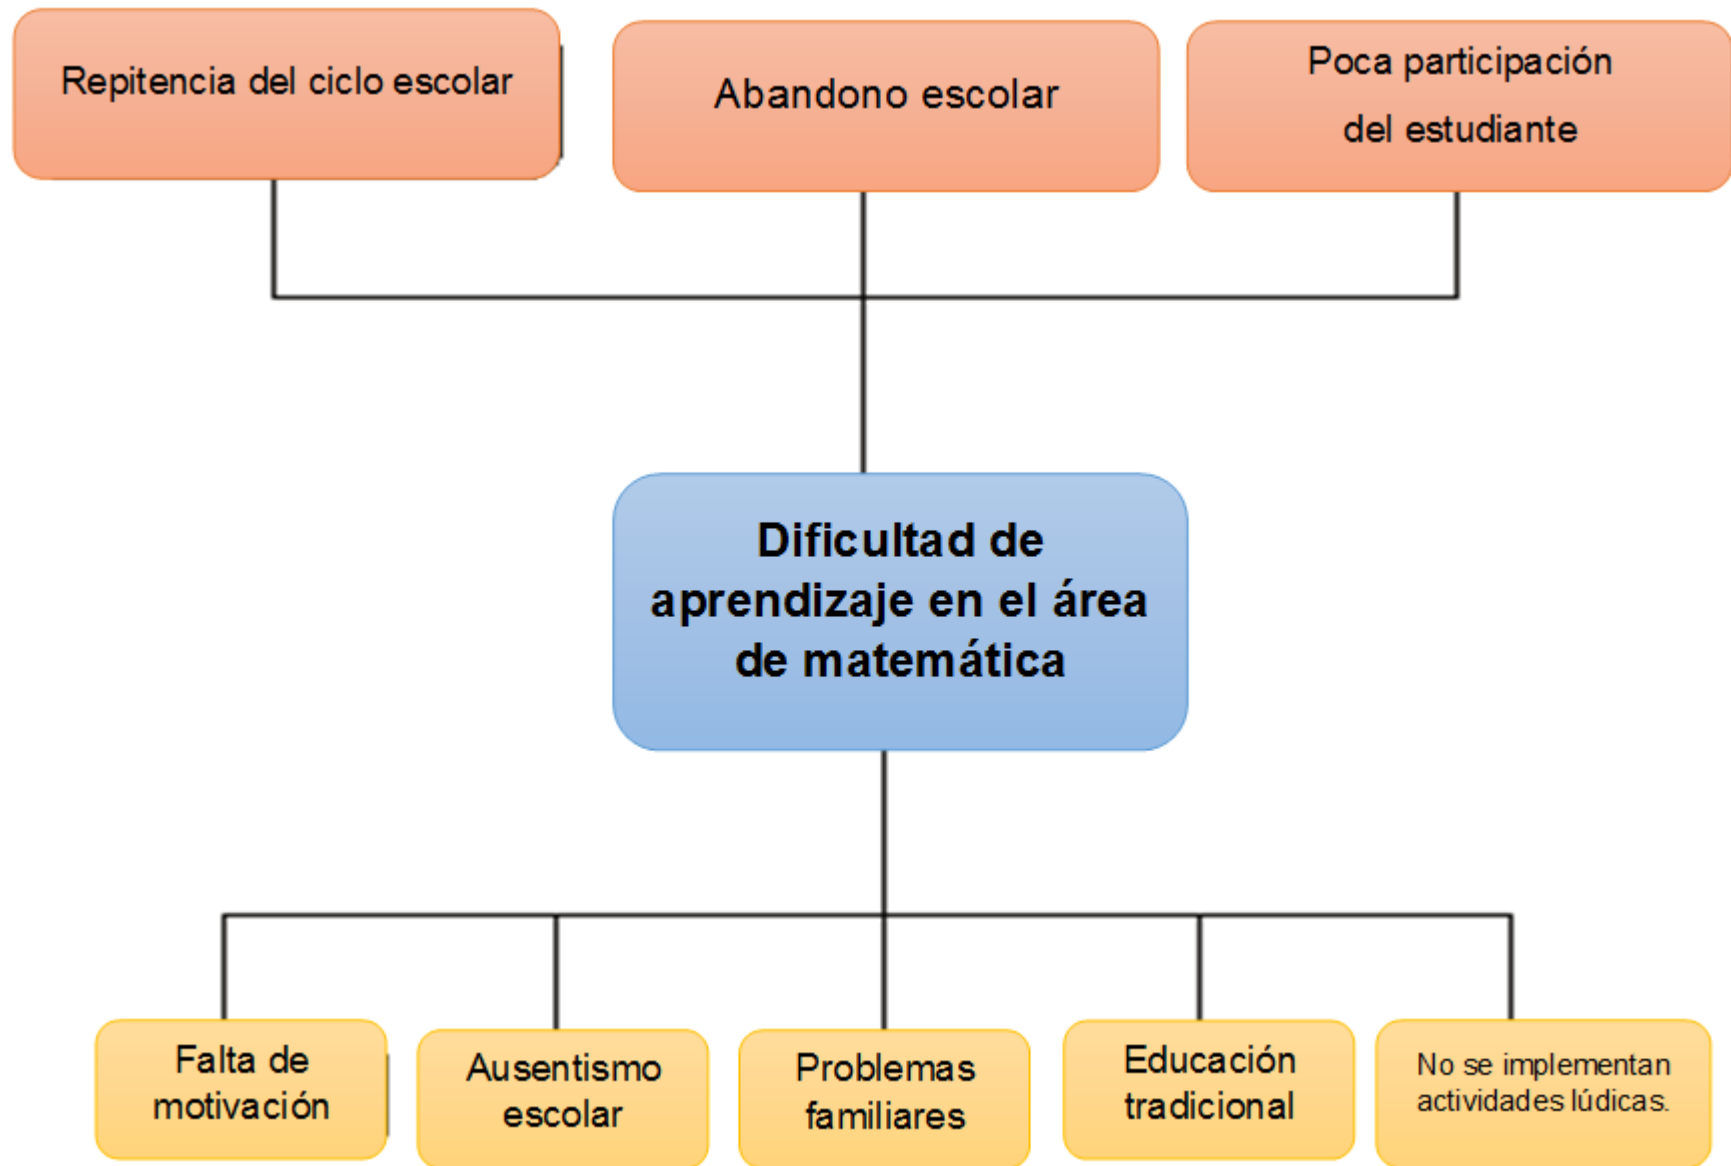 Repitencia del ciclo escolar
Abandono escolar
Poca participación
del estudiante
Dificultad de
aprendizaje en el área
de matemática
Falta de
motivación
Ausentismo
escolar
Problemas
familiares
Educación
tradicional
No se implementan
actividades lúdicas.